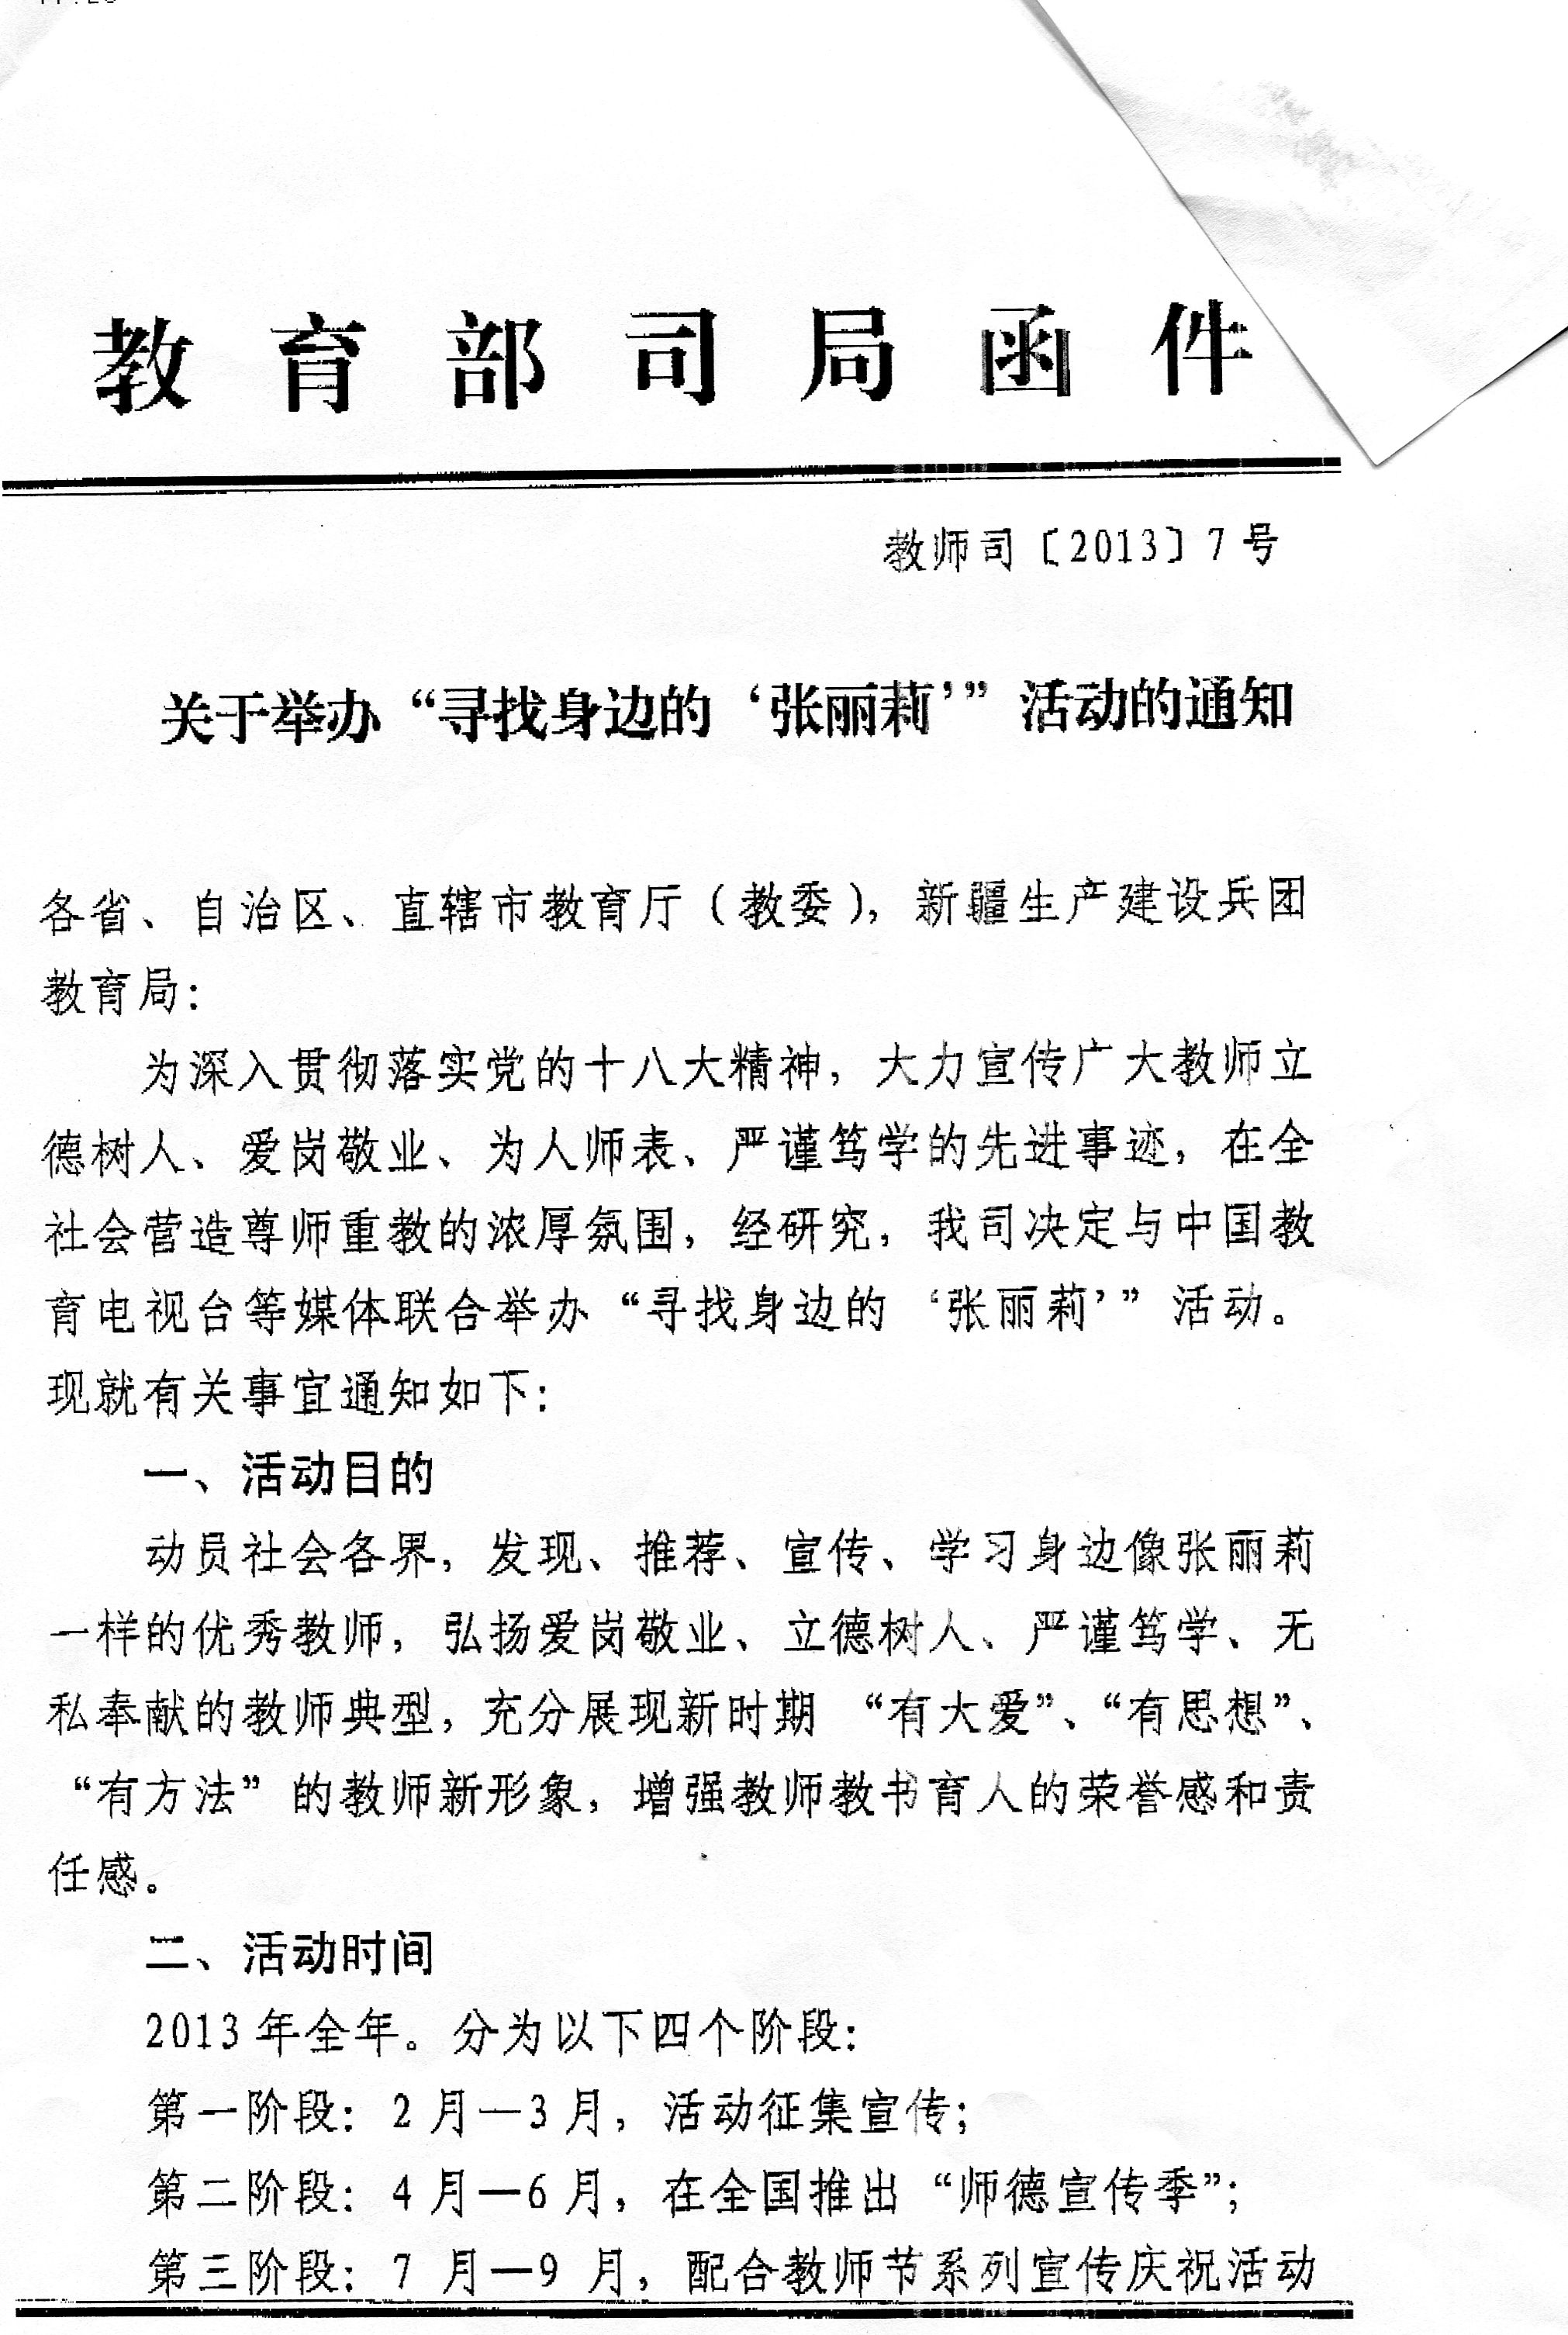 教育部司局函件
教师司〔2013〕7号
关于举办“寻找身边的‘张丽莉’”活动的通知
各省、自治区、直辖市教育厅（教委），新疆生产建设兵团
教育局：
为深入贯彻落实党的十八大精神，大力宣传广大教师立
德树人、爱岗敬业、为人师表、严谨笃学的先进事迹，在全
社会营造尊师重教的浓厚氛围，经研究，我司决定与中国教
育电视台等媒体联合举办“寻找身边的‘张丽莉’”活动。
现就有关事宜通知如下：
一、活动目的
动员社会各界，发现、推荐、宣传、学习身边像张丽莉
一样的优秀教师，弘扬爱岗敬业、立德树人、严谨笃学、无
私奉献的教师典型，充分展现新时期“有大爱”、“有思想”、
“有方法”的教师新形象，增强教师教书育人的荣誉感和责
任感。
二、活动时间
2013年全年。分为以下四个阶段：
第一阶段：2月—3月，活动征集宣传；
第二阶段：4月—6月，在全国推出“师德宣传季”；
第三阶段：7月—9月，配合教师节系列宣传庆祝活动